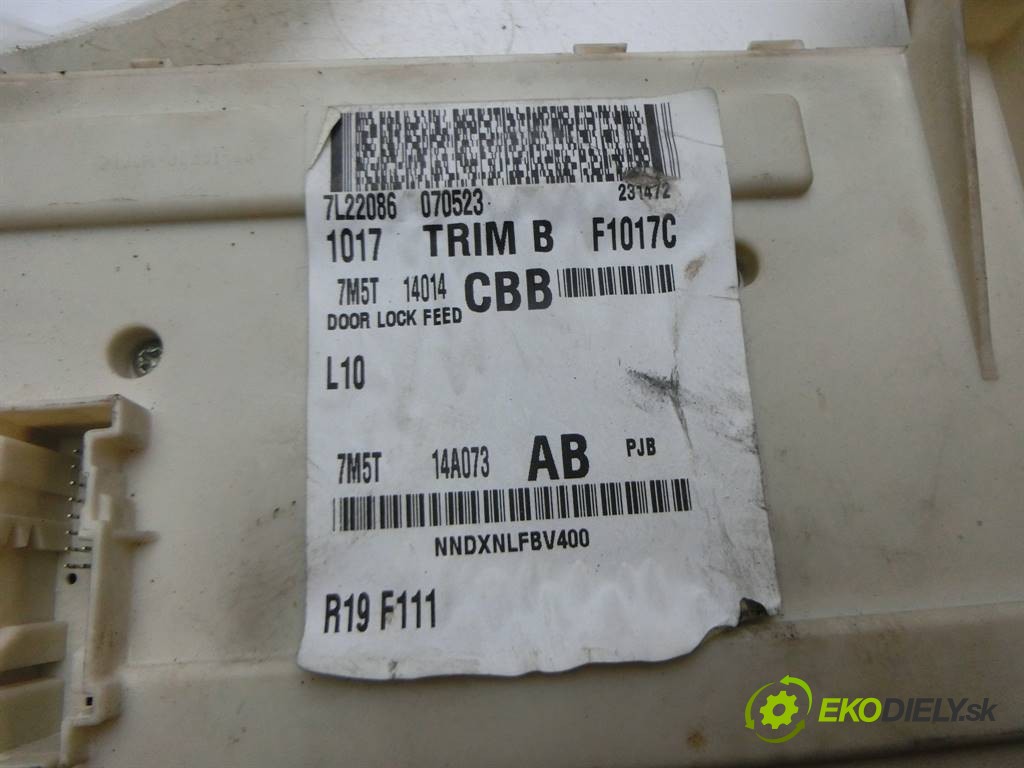 7L22086 070523 231472
1017 TRIM B F1017C
7M5T 14014 CBB
DOOR LOCK FEED
L10
7M5T 14A073 AB PJB
NNDXNLFBV400
R19 F111
EKODIELY.sk